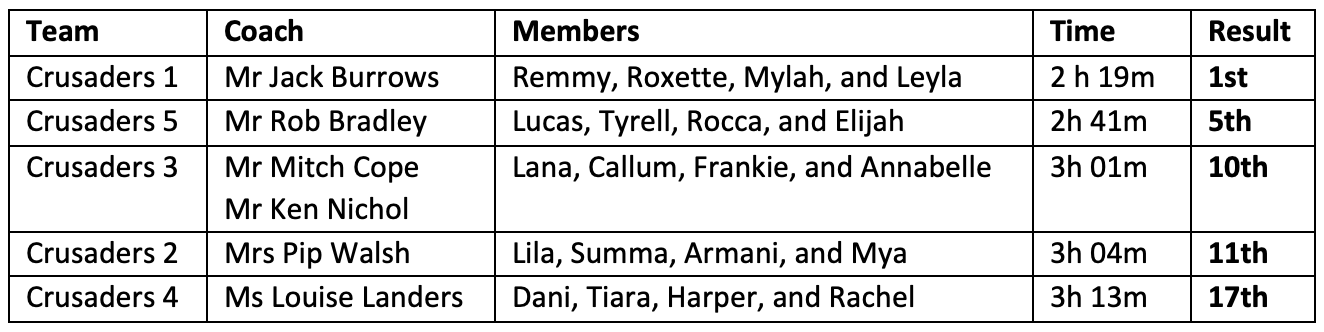 Team Coach Members Time Result
Crusaders 1 Mr Jack Burrows Remmy, Roxette, Mylah, and Leyla 2 h 19m 1st
Crusaders 5 Mr Rob Bradley Lucas, Tyrell, Rocca, and Elijah 2h 41m 5th
Crusaders 3 Mr Mitch Cope Lana, Callum, Frankie, and Annabelle 3h 01m 10th
Mr Ken Nichol
Crusaders 2 Mrs Pip Walsh Lila, Summa, Armani, and Mya 3h 04m 11th
Crusaders 4 Ms Louise Landers Dani, Tiara, Harper, and Rachel 3h 13m 17th